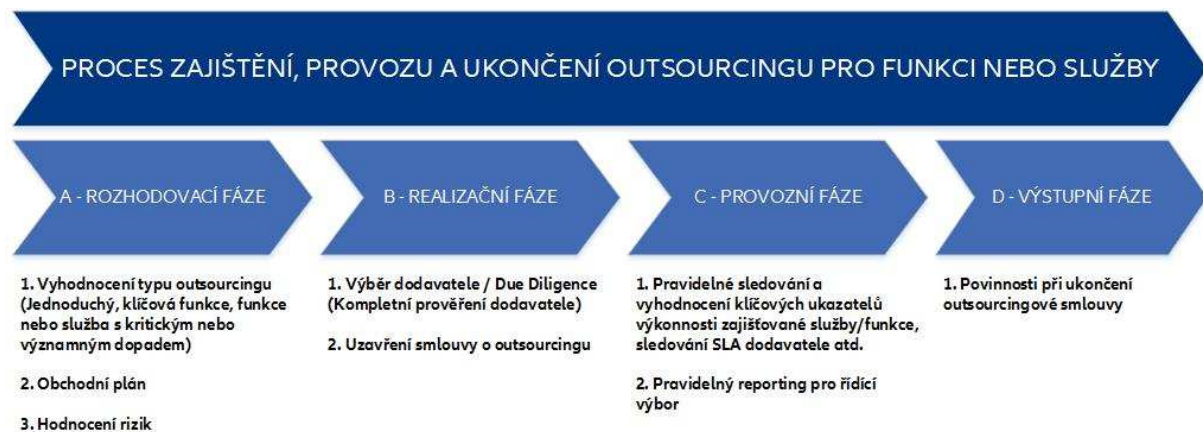 PROCES ZAJIŠTĚNÍ, PROVOZU A UKONČENÍ OUTSOURCINGU PRO FUNKCI NEBO SLUŽBY
A - ROZHODOVACÍ FÁZE
1. Vyhodnocení typu outsourcingu
(Jednoduchý, klíčová funkce, funkce
nebo služba s kritickým nebo
významným dopadem)
2. Obchodní plán
3. Hodnocení rizik
B - REALIZAČNÍ FÁZE
1. Výběr dodavatele / Due Diligence
(Kompletní prověření dodavatele)
2. Uzavření smlouvy o outsourcingu
C - PROVOZNÍ FÁZE
1. Pravidelné sledování a
vyhodnocení klíčových ukazatelů
výkonnosti zajišťované služby/funkce,
sledování SLA dodavatele atd.
2. Pravidelný reporting pro řídící
výbor
D - VÝSTUPNÍ FÁZE
1. Povinnosti při ukončení
outsourcingové smlouvy